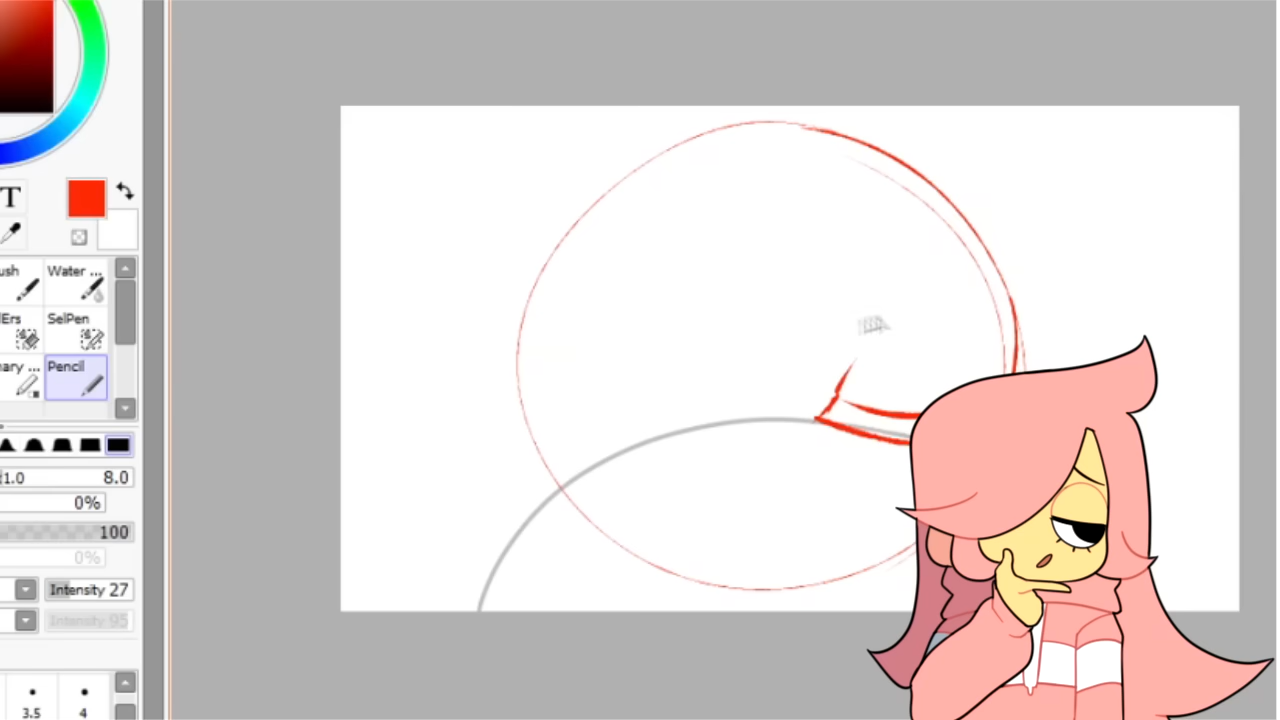 T
ush
Water ...
lErs
SelPen
nary ...
Pencil
1.0
8.0
0%
100
0%
Intensity 27
Intensity 95
3.5
4